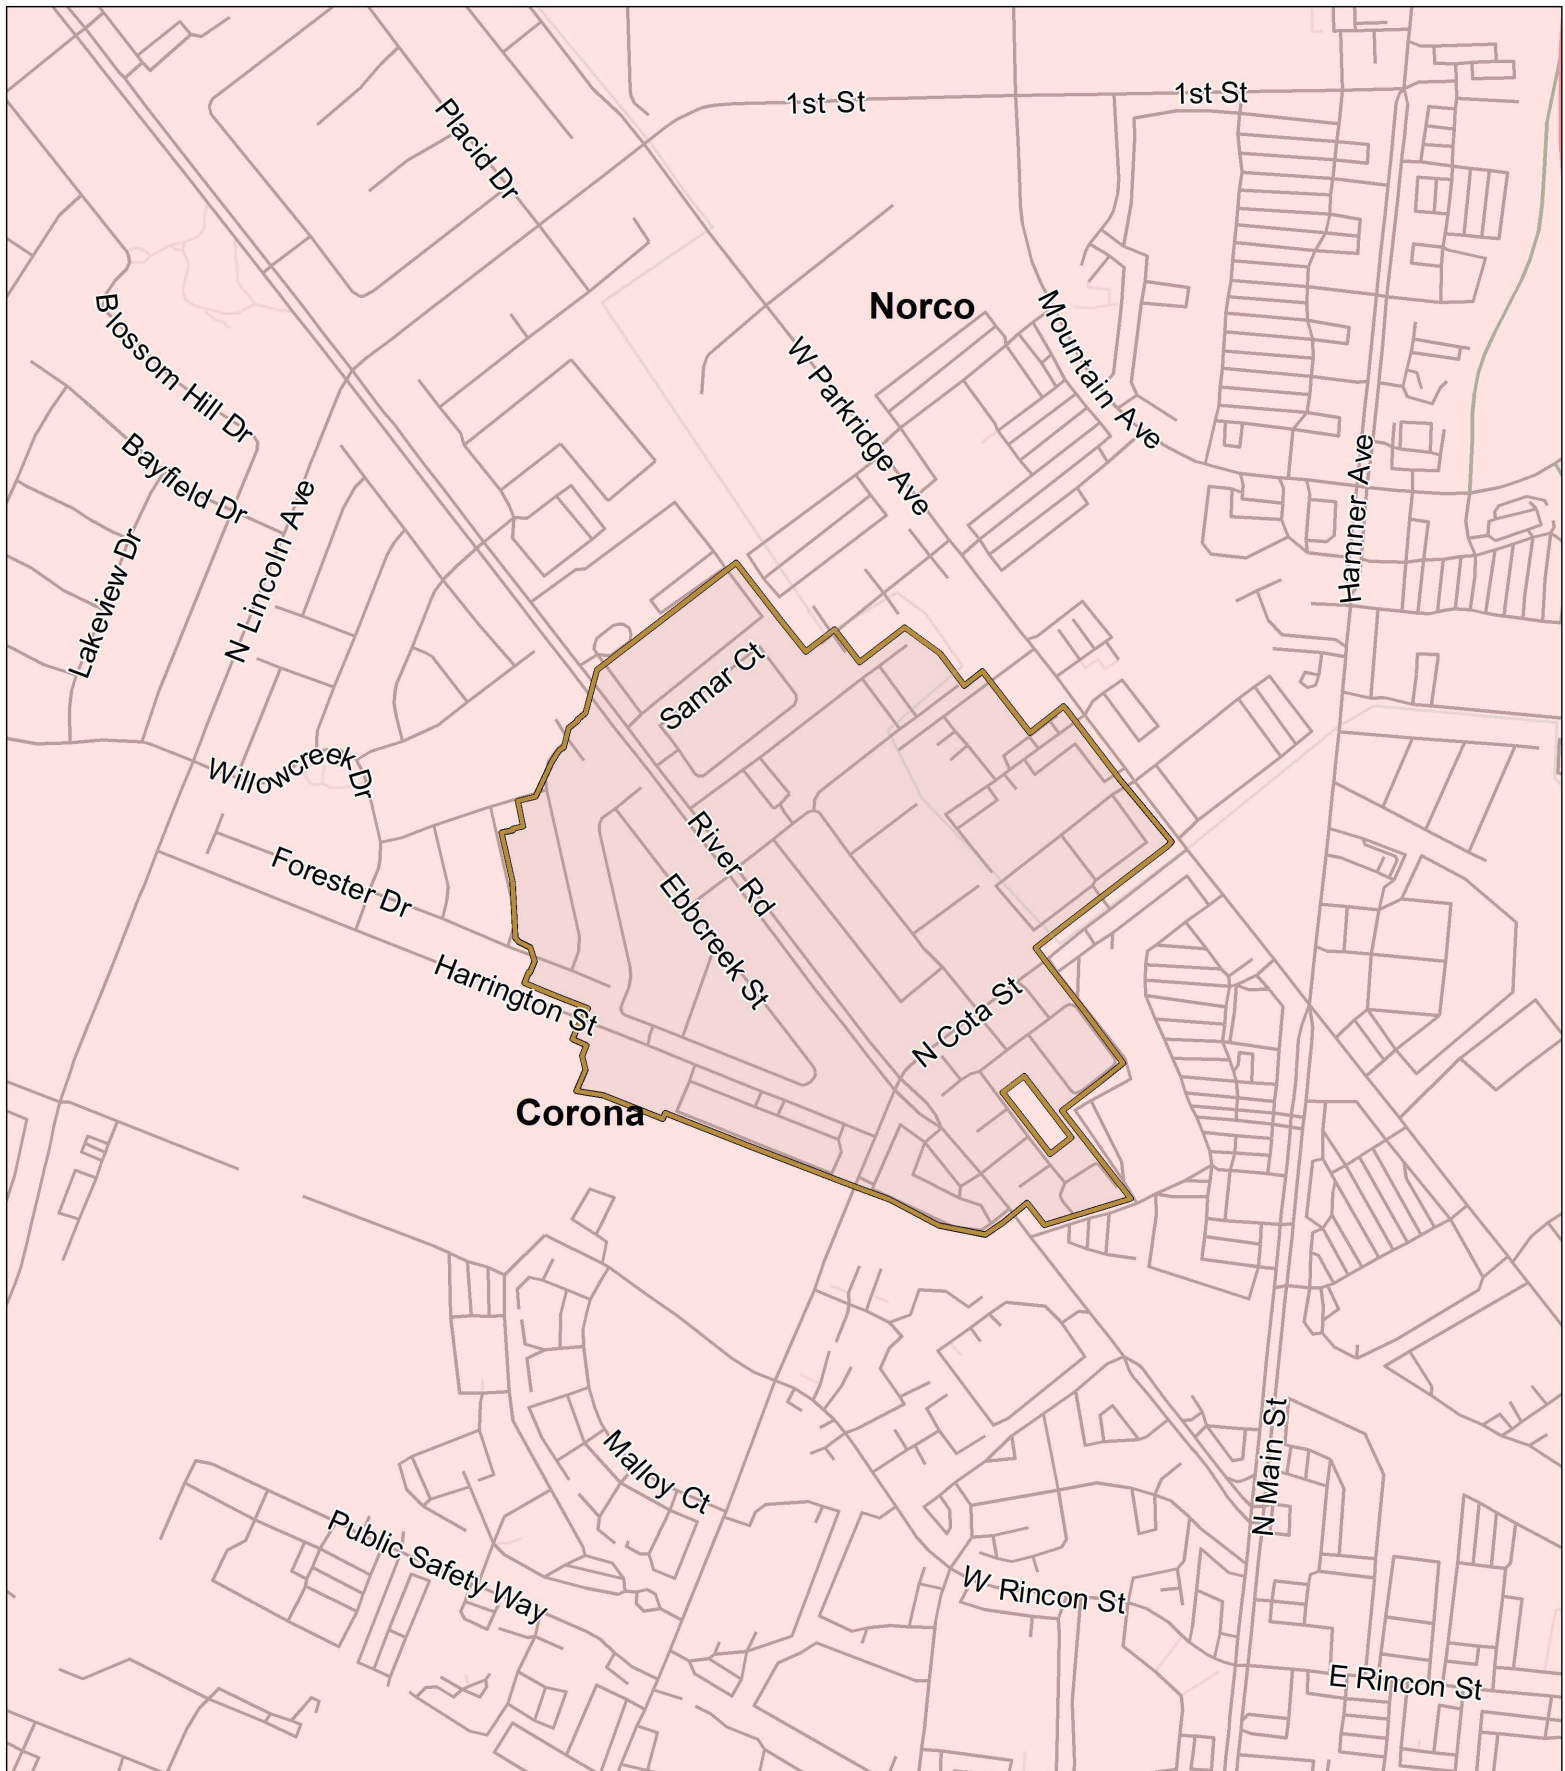 1st St
1st St
Placid Dr
Norco
Mountain Ave
W Parkridge Ave
Blossom Hill Dr
Bayfield Dr
Hamner Ave
N Lincoln Ave
Lakeview Dr
Samar Ct
Willowcreek Dr
River Rd
Forester Dr
Ebbcreek St
Harrington St
N Cota St
Corona
Malloy Ct
N Main St
Public Safety Way
W Rincon St
E Rincon St